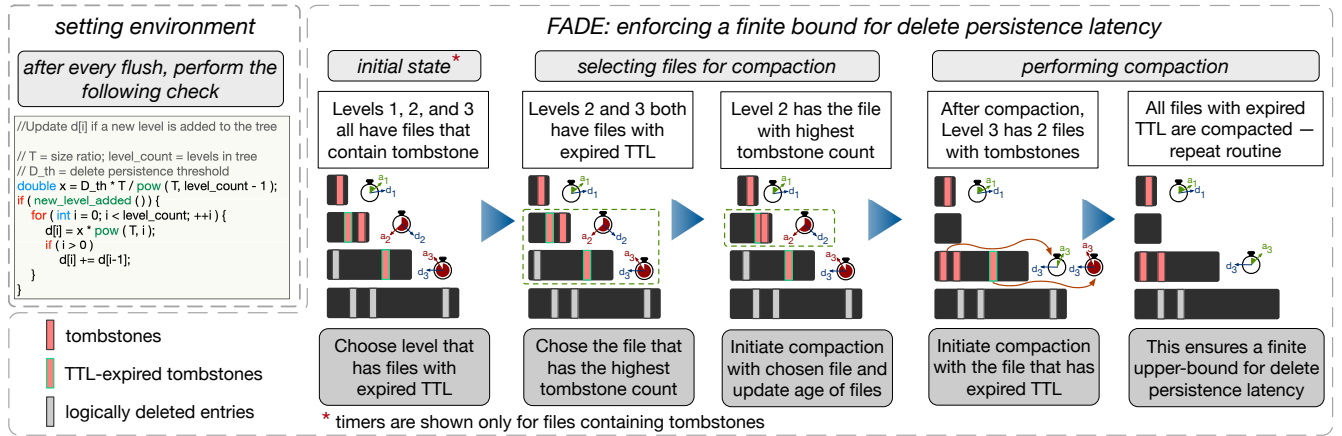 setting environment
after every flush, perform the
following check
//Update d[i] if a new level is added to the tree
// T = size ratio; level_count = levels in tree
// D_th = delete persistence threshold
double x = D_th * T / pow ( T, level_count - 1 );
if ( new_level_added () ) {
for ( int i = 0; i < level_count; ++i ) {
d[i] = x * pow ( T, i );
if ( i > 0 )
d[i] += d[i-1];
}
}
tombstones
TTL-expired tombstones
logically deleted entries
FADE: enforcing a finite bound for delete persistence latency
initial state*
selecting files for compaction
performing compaction
Levels 1, 2, and 3
all have files that
contain tombstone
a1
d1
a2
d2
a3
d3
Choose level that
has files with
expired TTL
Levels 2 and 3 both
have files with
expired TTL
a1
d1
a2
d2
a3
d3
Chose the file that
has the highest
tombstone count
Level 2 has the file
with highest
tombstone count
a1
d1
a2
d2
a3
d3
Initiate compaction
with chosen file and
update age of files
After compaction,
Level 3 has 2 files
with tombstones
a1
d1
a3
d3
a3
d3
Initiate compaction
with the file that has
expired TTL
All files with expired
TTL are compacted —
repeat routine
a1
d1
a3
d3
This ensures a finite
upper-bound for delete
persistence latency
* timers are shown only for files containing tombstones